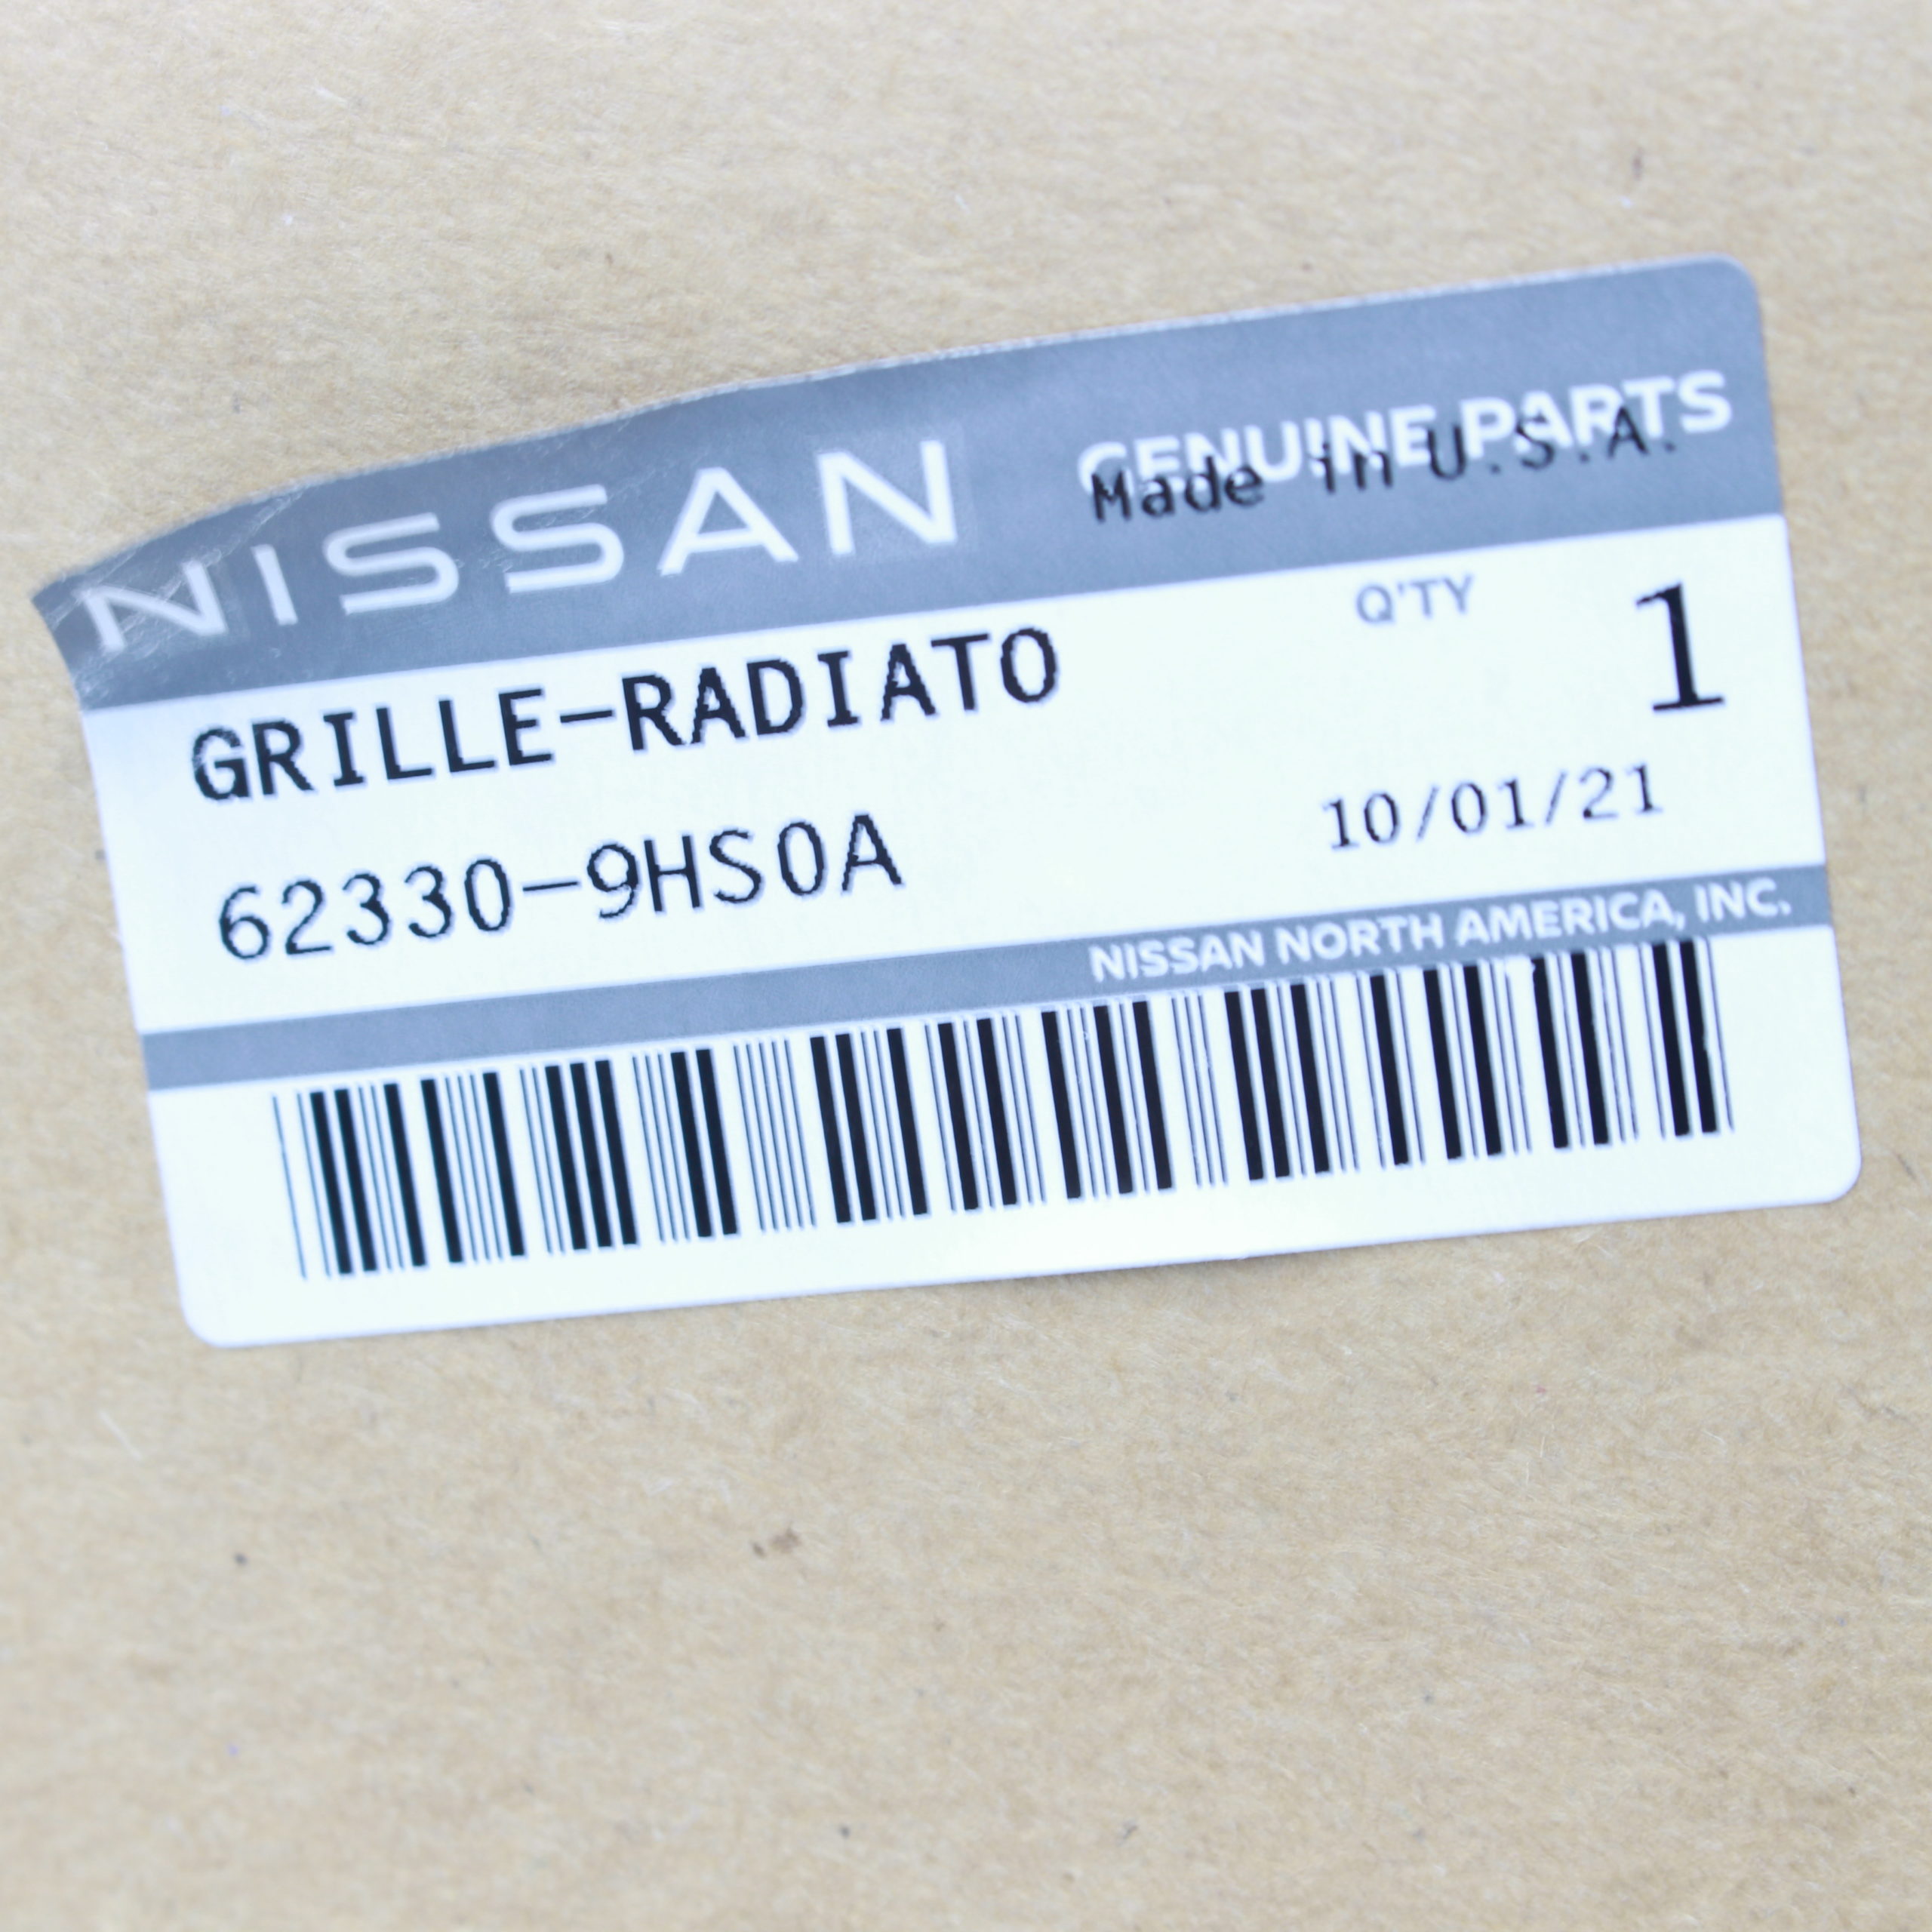 NISSAN GENUINE PARTS
Made in U.S.A.
Q'TY 1
GRILLE-RADIATO
62330-9HS0A 10/01/21
NISSAN NORTH AMERICA, INC.